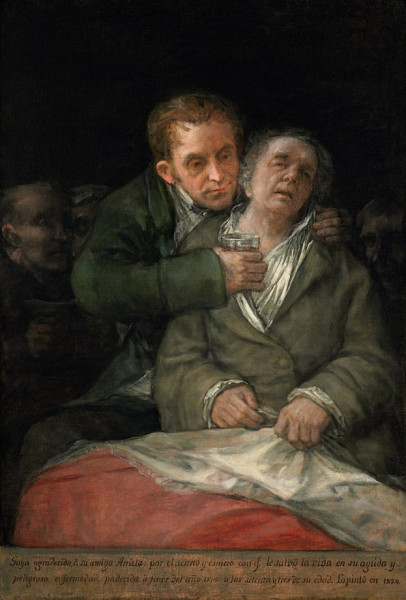 Goya agradecido, á su amigo Arrieta: por el acierto y esmero con q.e le salvó la vida en su aguda y
peligrosa enfermedad, padecida á fines del año 1819, a los setenta y tres de su edad. Lo pintó en 1820.